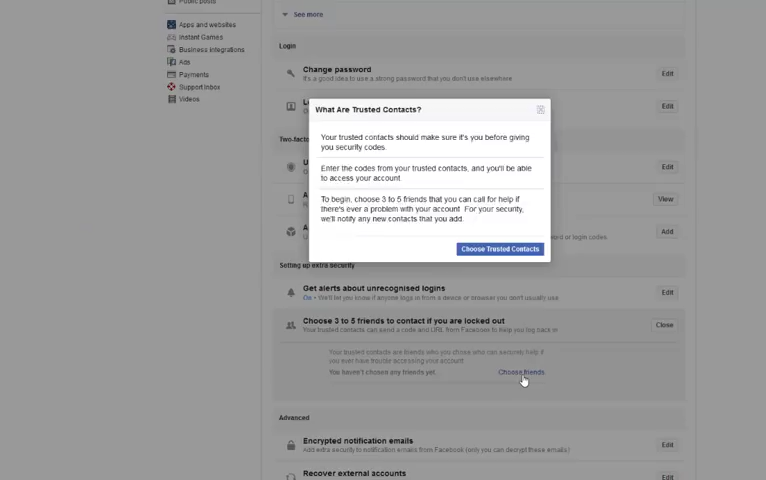 Public posts
Apps and websites
Instant Games
Business Integrations
Ads
Payments
Support Inbox
Videos
See more
Login
Change password
It's a good idea to use a strong password that you don't use elsewhere
Edit
Edit
What Are Trusted Contacts?
Your trusted contacts should make sure it's you before giving
you security codes.
Enter the codes from your trusted contacts, and you'll be able
to access your account.
To begin, choose 3 to 5 friends that you can call for help if
there's ever a problem with your account. For your security,
we'll notify any new contacts that you add.
Choose Trusted Contacts
Two-facto
Edit
View
Add
word or login codes.
Setting up extra security
Get alerts about unrecognised logins
On • We'll let you know if anyone logs in from a device or browser you don't usually use
Edit
Choose 3 to 5 friends to contact if you are locked out
Your trusted contacts can send a code and URL from Facebook to help you log back in
Close
Your trusted contacts are friends who you chose who can securely help if
you ever have trouble accessing your account.
You haven't chosen any friends yet.
Choose friends
Advanced
Encrypted notification emails
Add extra security to notification emails from Facebook (only you can decrypt these emails)
Edit
Recover external accounts
Edit